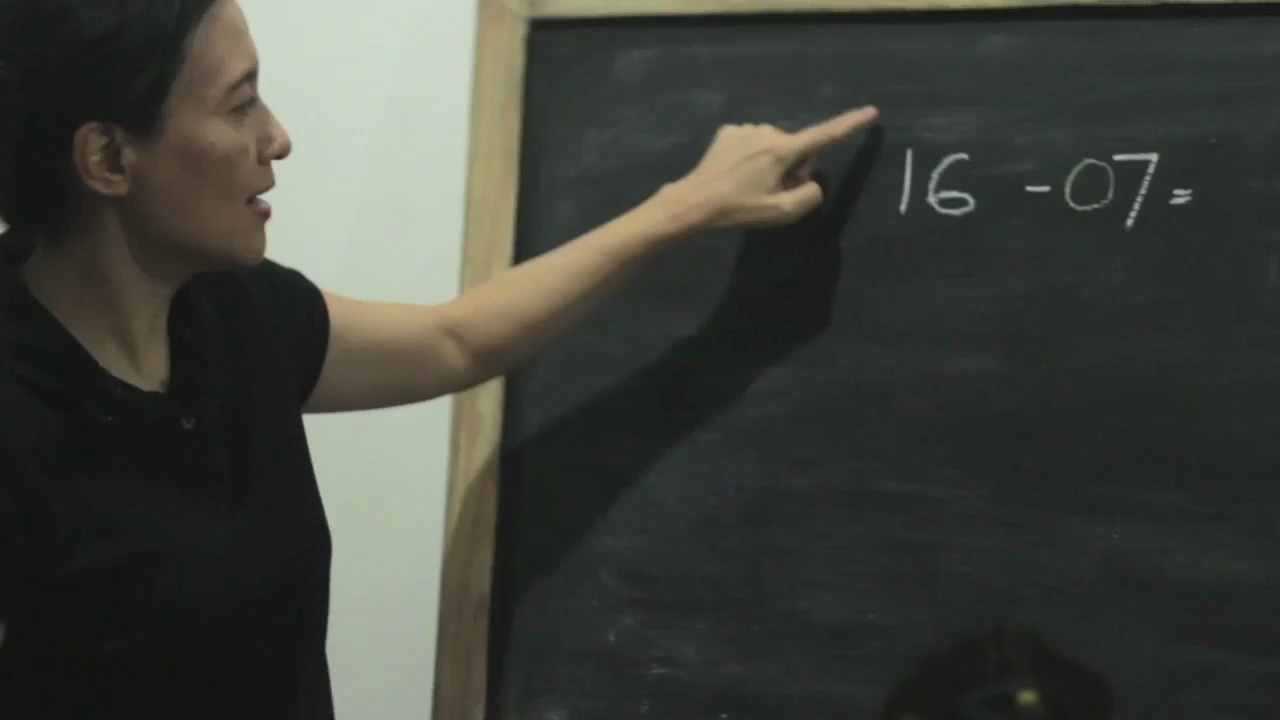 16 - 07 =